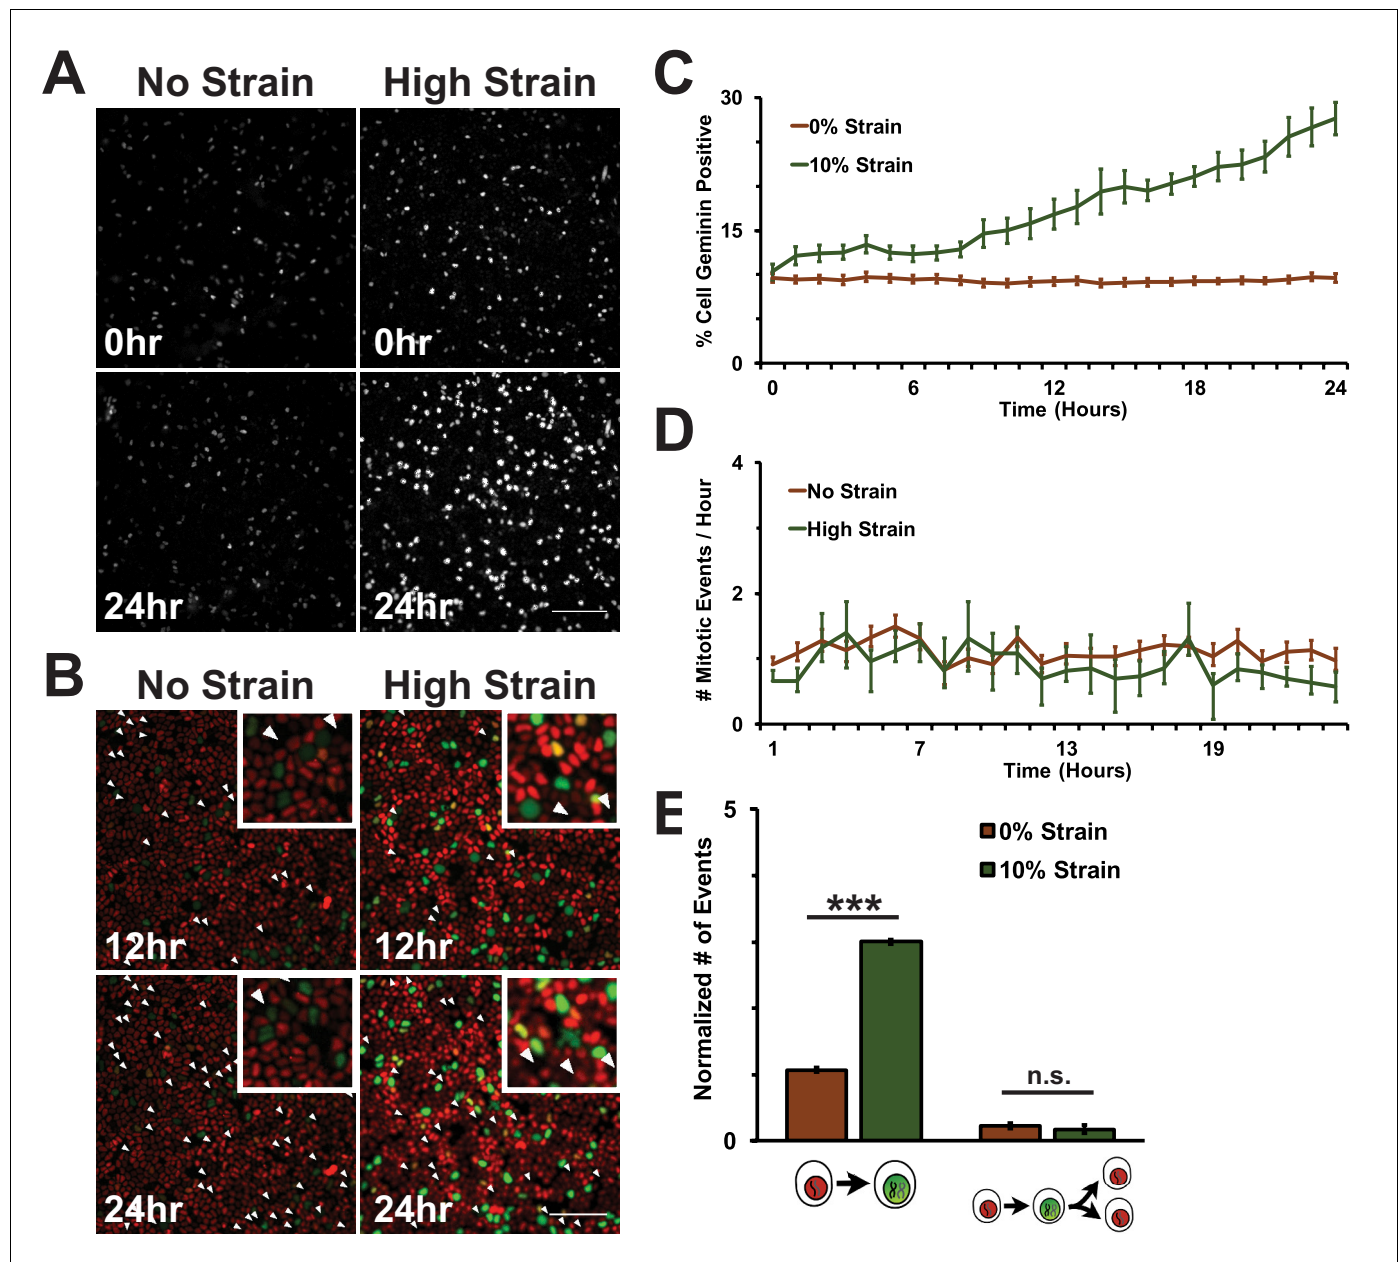 A
No Strain
High Strain
0hr
0hr
24hr
24hr
B
No Strain
High Strain
12hr
12hr
24hr
24hr
C
% Cell Geminin Positive
30
15
0
0% Strain
10% Strain
0
6
12
18
24
Time (Hours)
D
# Mitotic Events / Hour
4
2
0
No Strain
High Strain
1
7
13
19
Time (Hours)
E
Normalized # of Events
5
0
0% Strain
10% Strain
***
n.s.